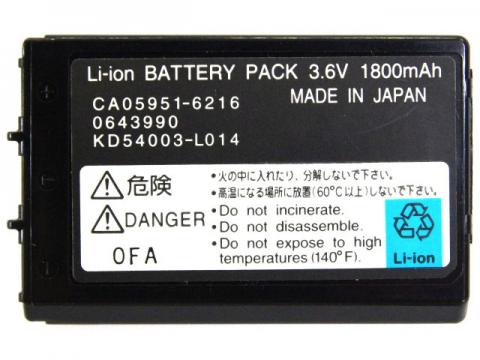 Li-ion BATTERY PACK 3.6V 1800mAh
CA05951-6216 MADE IN JAPAN
0643990
KD54003-L014
危険
・火の中に入れたり、分解しないで下さい。
・高温になる場所に放置(60℃以上)しないで下さい。
DANGER
・Do not incinerate.
・Do not disassemble.
・Do not expose to high
temperatures (140°F).
OFA
Li-ion